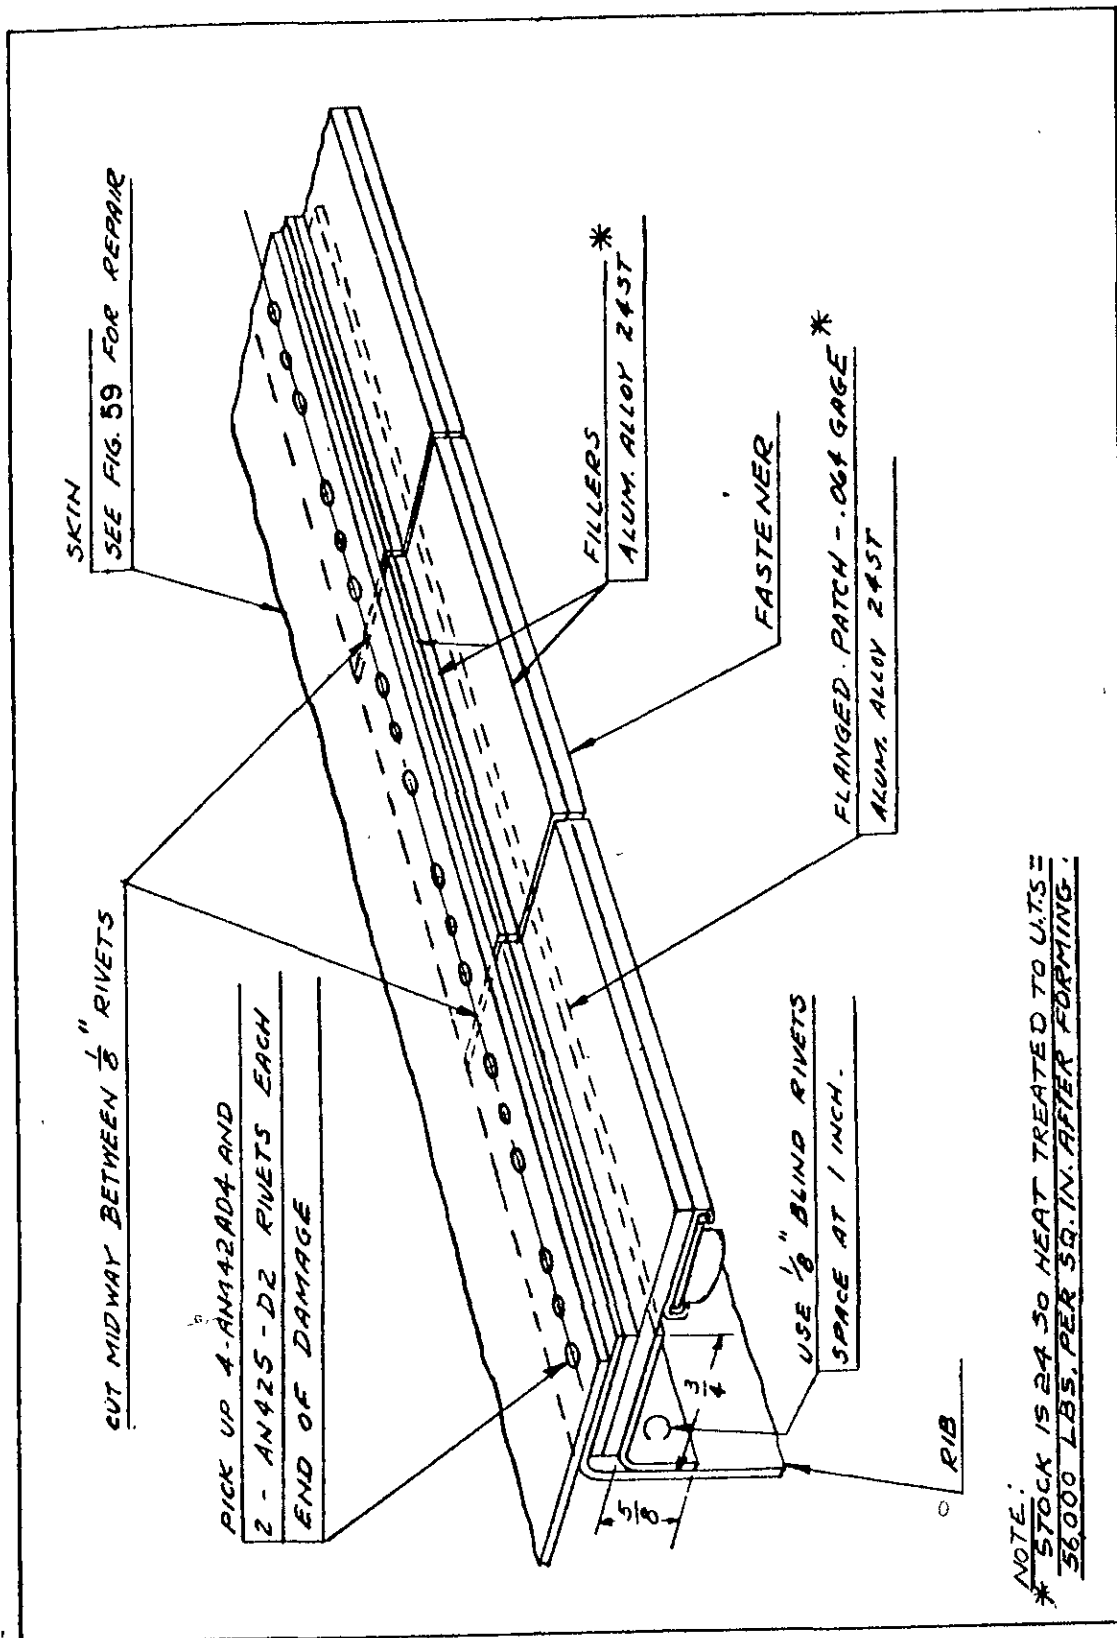 SKIN
SEE FIG. 59 FOR REPAIR
CUT MIDWAY BETWEEN 1/8" RIVETS
PICK UP 4-AN442AD4 AND
2 - AN425-D2 RIVETS EACH
END OF DAMAGE
FILLERS *
ALUM. ALLOY 24ST
FASTENER
FLANGED PATCH - .064 GAGE *
ALUM. ALLOY 24ST
USE 1/8" BLIND RIVETS
SPACE AT 1 INCH.
5/8
3/4
RIB
NOTE:
* STOCK IS 24 SO HEAT TREATED TO U.T.S =
56,000 LBS. PER SQ. IN. AFTER FORMING.